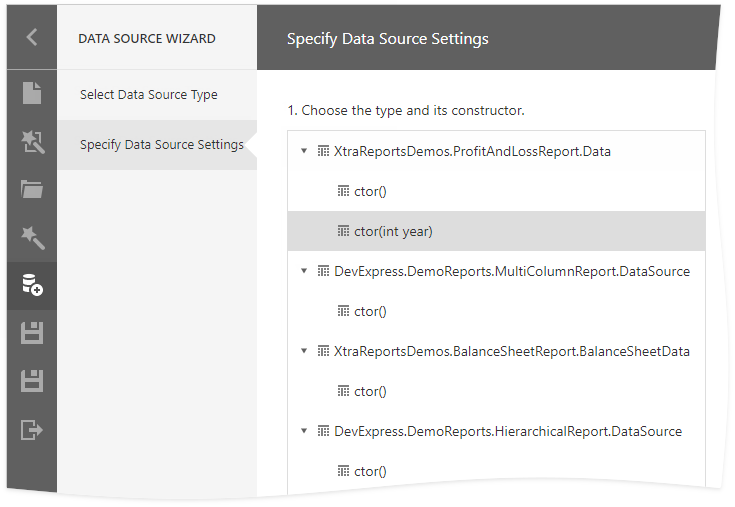 DATA SOURCE WIZARD
Specify Data Source Settings
Select Data Source Type
Specify Data Source Settings
1. Choose the type and its constructor.
XtraReportsDemos.ProfitAndLossReport.Data
ctor()
ctor(int year)
DevExpress.DemoReports.MultiColumnReport.DataSource
ctor()
XtraReportsDemos.BalanceSheetReport.BalanceSheetData
ctor()
DevExpress.DemoReports.HierarchicalReport.DataSource
ctor()